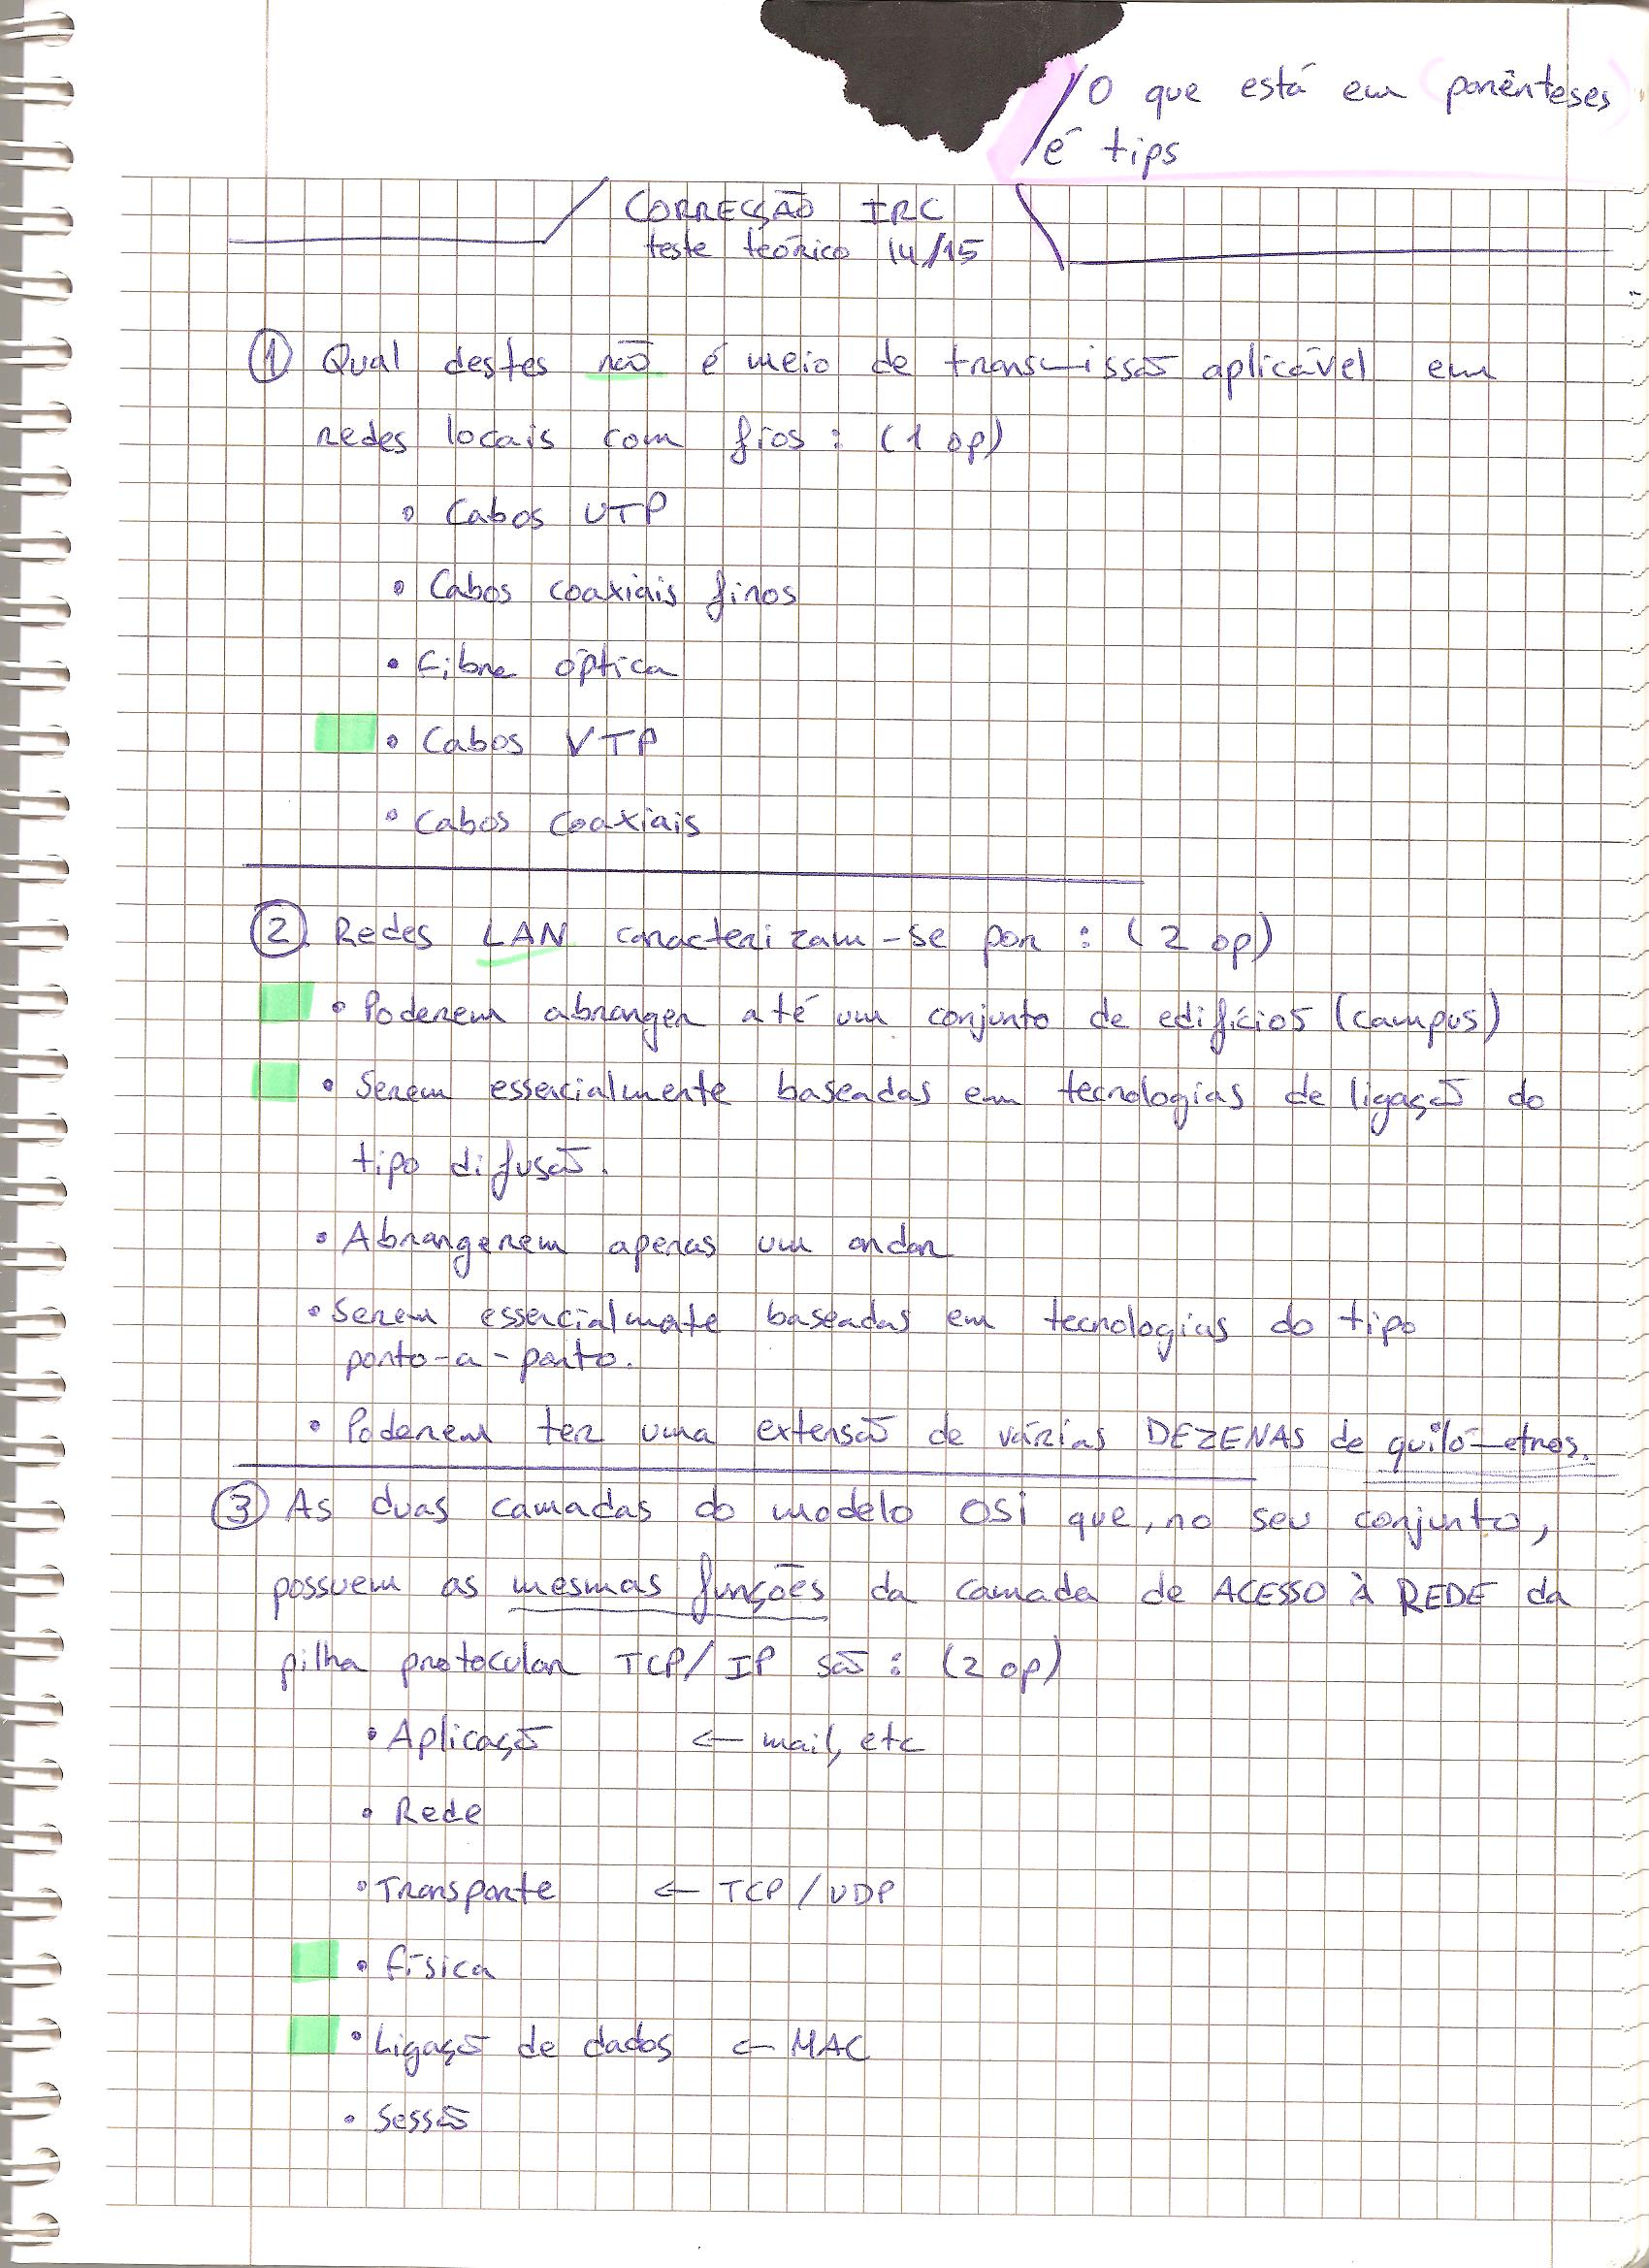 O que está em parênteses
é tips
CORRECÇÃO IRC
teste teórico 14/15
① Qual destes não é meio de transmissão aplicável em
redes locais com fios : (1 op)
• Cabos UTP
• Cabos coaxiais finos
• Fibra óptica
• Cabos VTP
• Cabos coaxiais
② Redes LAN caracterizam-se por : (2 op)
• Poderem abranger até um conjunto de edifícios (campus)
• Serem essencialmente baseadas em tecnologias de ligação do
tipo difusão.
• Abrangerem apenas um andar
• Serem essencialmente baseadas em tecnologias do tipo
ponto-a-ponto.
• Poderem ter uma extensão de várias DEZENAS de quilómetros.
③ As duas camadas do modelo OSI que, no seu conjunto,
possuem as mesmas funções da camada de ACESSO À REDE da
pilha protocular TCP/IP são : (2 op)
• Aplicação ← mail, etc
• Rede
• Transporte ← TCP / UDP
• Física
• Ligação de dados ← MAC
• Sessão